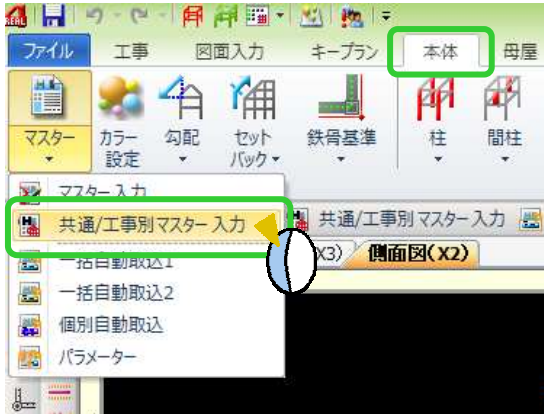 REAL
ファイル 工事 図面入力 キープラン 本体 母屋
マスター カラー設定 勾配 セットバック 鉄骨基準 柱 間柱
マスター入力
共通/工事別マスター入力 共通/工事別マスター入力
一括自動取込1 X3) 側面図(X2)
一括自動取込2
個別自動取込
パラメーター